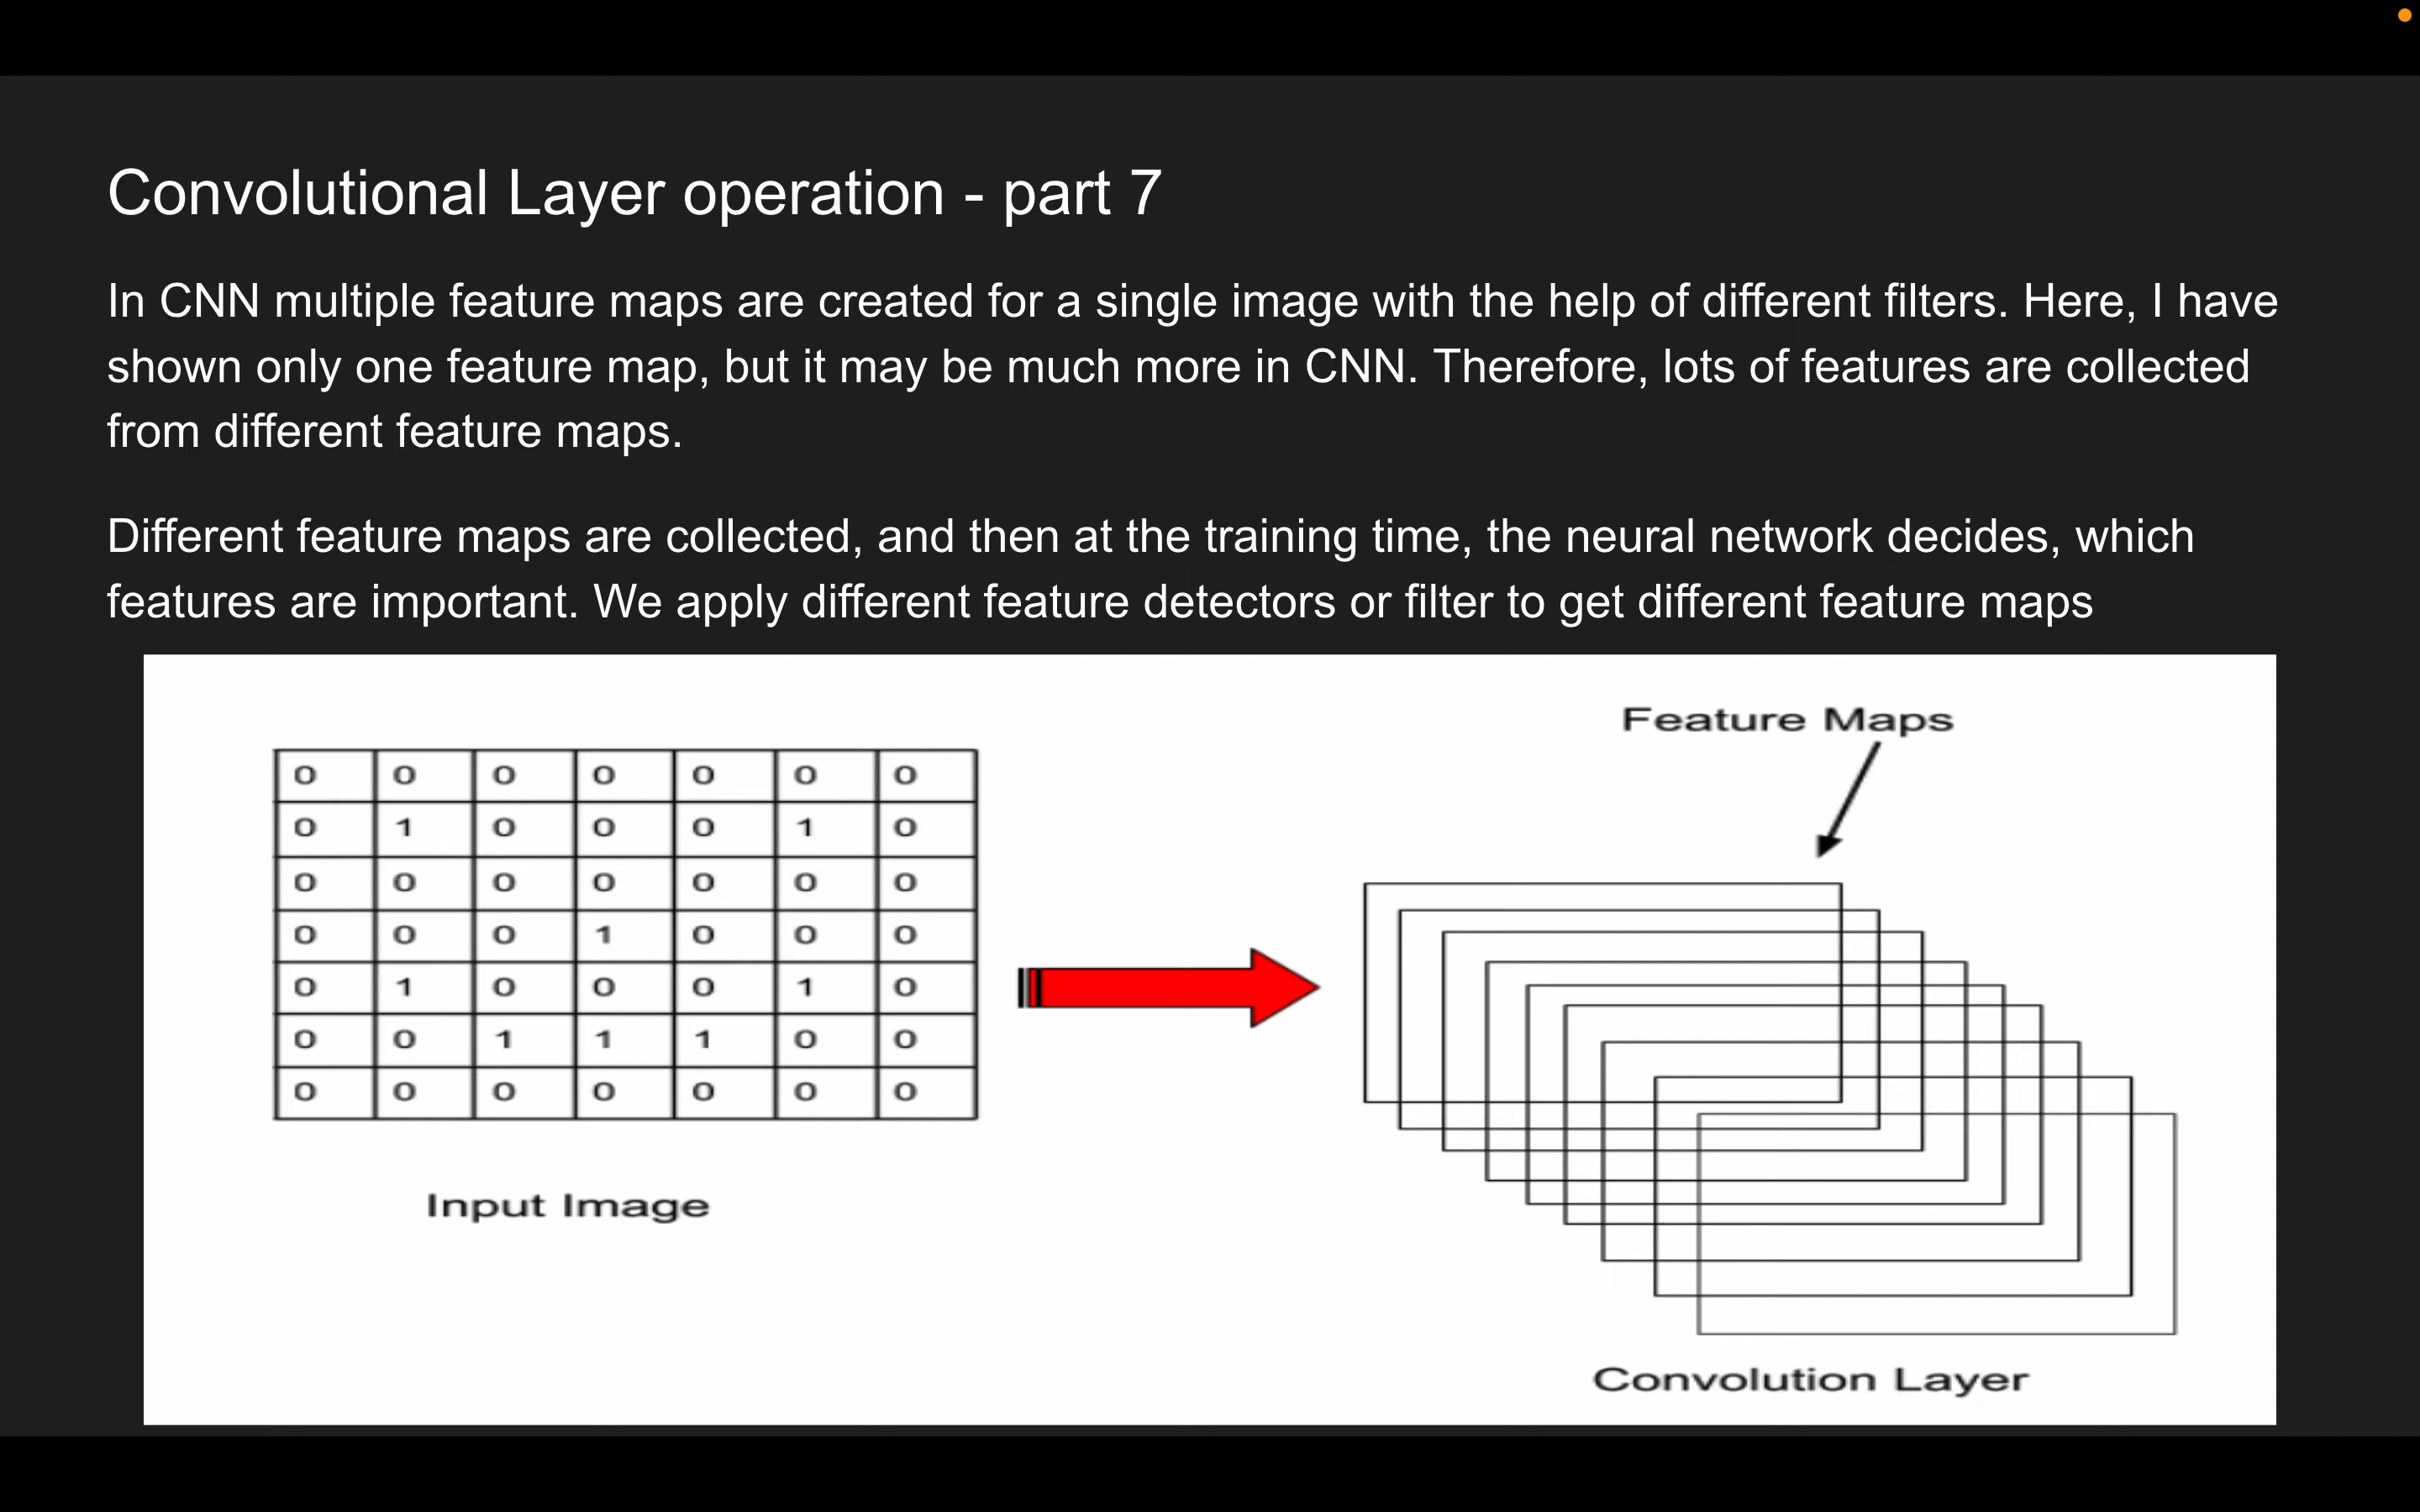 Convolutional Layer operation - part 7
In CNN multiple feature maps are created for a single image with the help of different filters. Here, I have
shown only one feature map, but it may be much more in CNN. Therefore, lots of features are collected
from different feature maps.
Different feature maps are collected, and then at the training time, the neural network decides, which
features are important. We apply different feature detectors or filter to get different feature maps
0 0 0 0 0 0 0
0 1 0 0 0 1 0
0 0 0 0 0 0 0
0 0 0 1 0 0 0
0 1 0 0 0 1 0
0 0 1 1 1 0 0
0 0 0 0 0 0 0
Input Image
Feature Maps
Convolution Layer